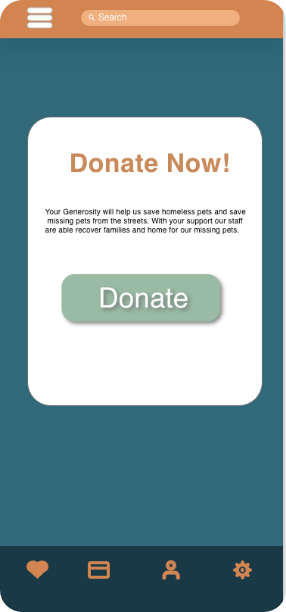 Search
Donate Now!
Your Generosity will help us save homeless pets and save
missing pets from the streets. With your support our staff
are able recover families and home for our missing pets.
Donate